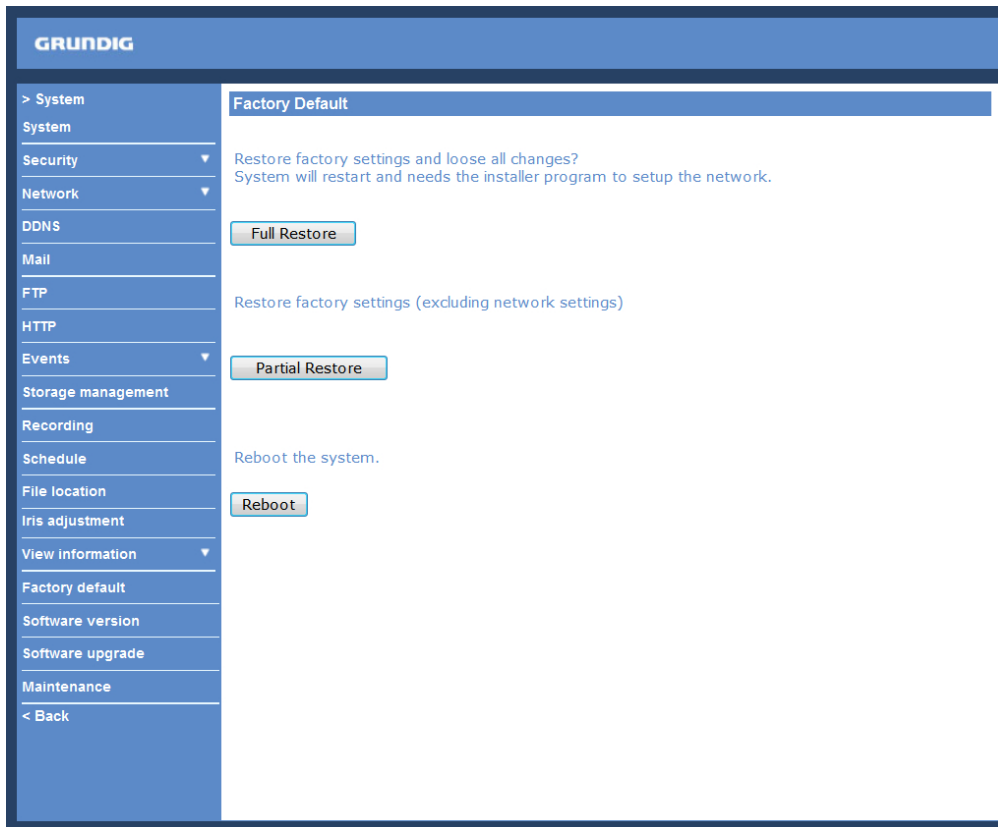 GRUNDIG
> System
System
Security
Network
DDNS
Mail
FTP
HTTP
Events
Storage management
Recording
Schedule
File location
Iris adjustment
View information
Factory default
Software version
Software upgrade
Maintenance
< Back
Factory Default
Restore factory settings and loose all changes?
System will restart and needs the installer program to setup the network.
Full Restore
Restore factory settings (excluding network settings)
Partial Restore
Reboot the system.
Reboot